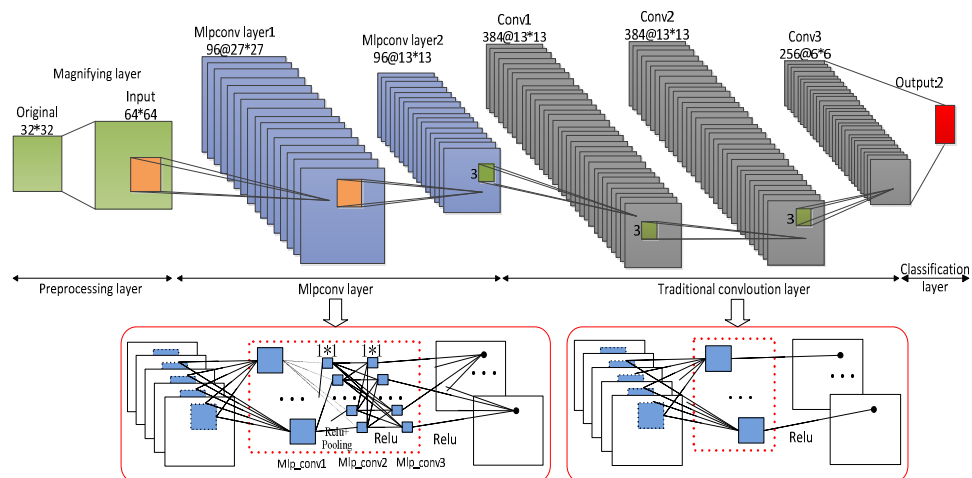 Magnifying layer
Original
32*32
Input
64*64
Mlpconv layer1
96@27*27
Mlpconv layer2
96@13*13
Conv1
384@13*13
Conv2
384@13*13
Conv3
256@6*6
Output:2
3
3
3
Preprocessing layer
Mlpconv layer
Traditional convloution layer
Classification
layer
1*1
1*1
Relu+
Pooling
Relu
Relu
Mlp_conv1
Mlp_conv2
Mlp_conv3
Relu